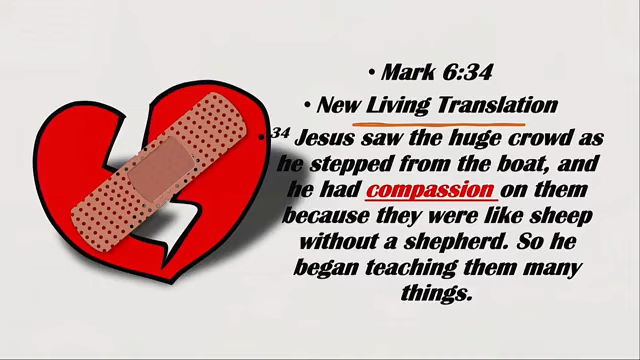 • Mark 6:34
• New Living Translation
• 34 Jesus saw the huge crowd as
he stepped from the boat, and
he had compassion on them
because they were like sheep
without a shepherd. So he
began teaching them many
things.